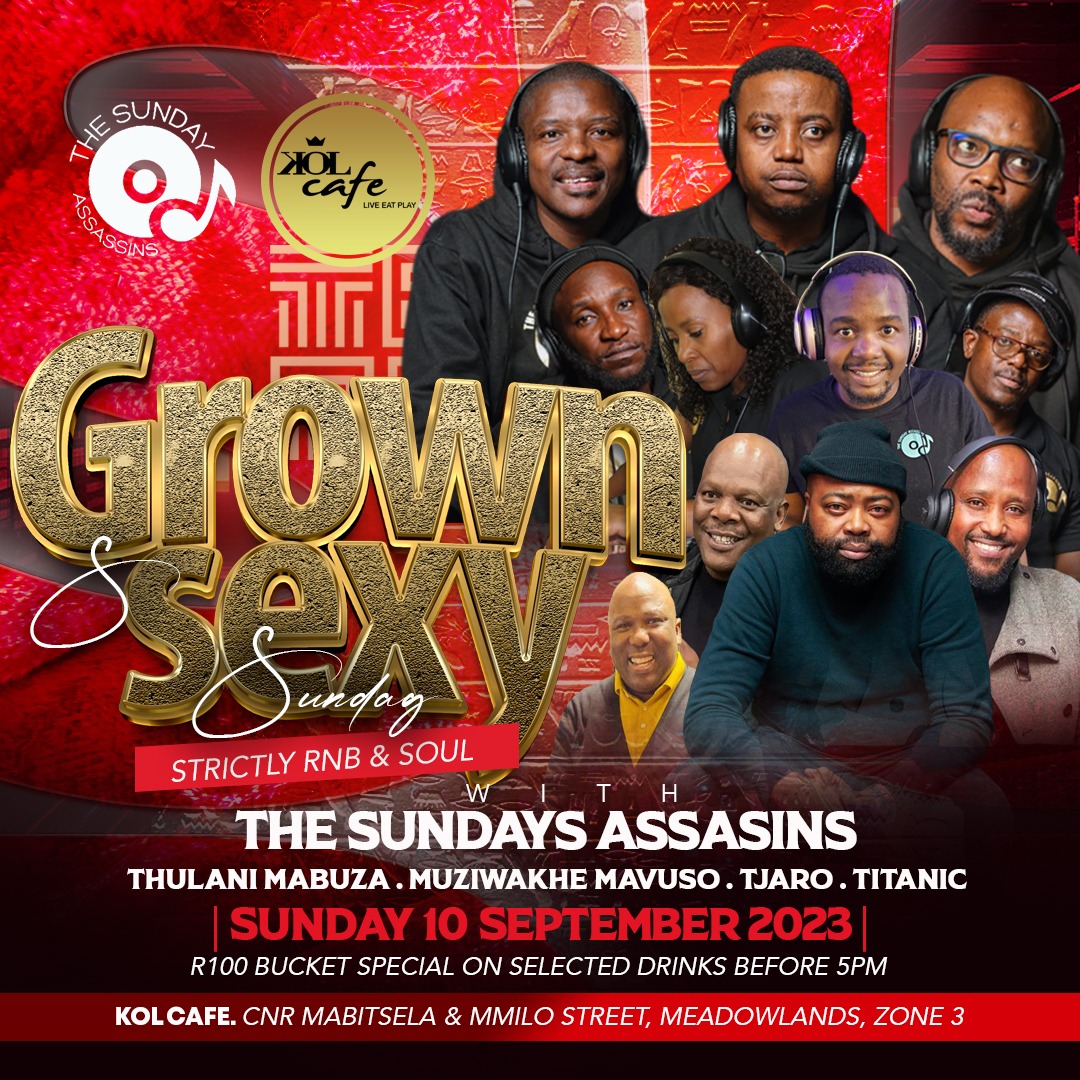 THE SUNDAY
ASSASSINS
KOL
cafe
LIVE EAT PLAY
Grown
&
sexy
Sunday
STRICTLY RNB & SOUL
WITH
THE SUNDAYS ASSASINS
THULANI MABUZA . MUZIWAKHE MAVUSO . TJARO . TITANIC
| SUNDAY 10 SEPTEMBER 2023 |
R100 BUCKET SPECIAL ON SELECTED DRINKS BEFORE 5PM
KOL CAFE. CNR MABITSELA & MMILO STREET, MEADOWLANDS, ZONE 3